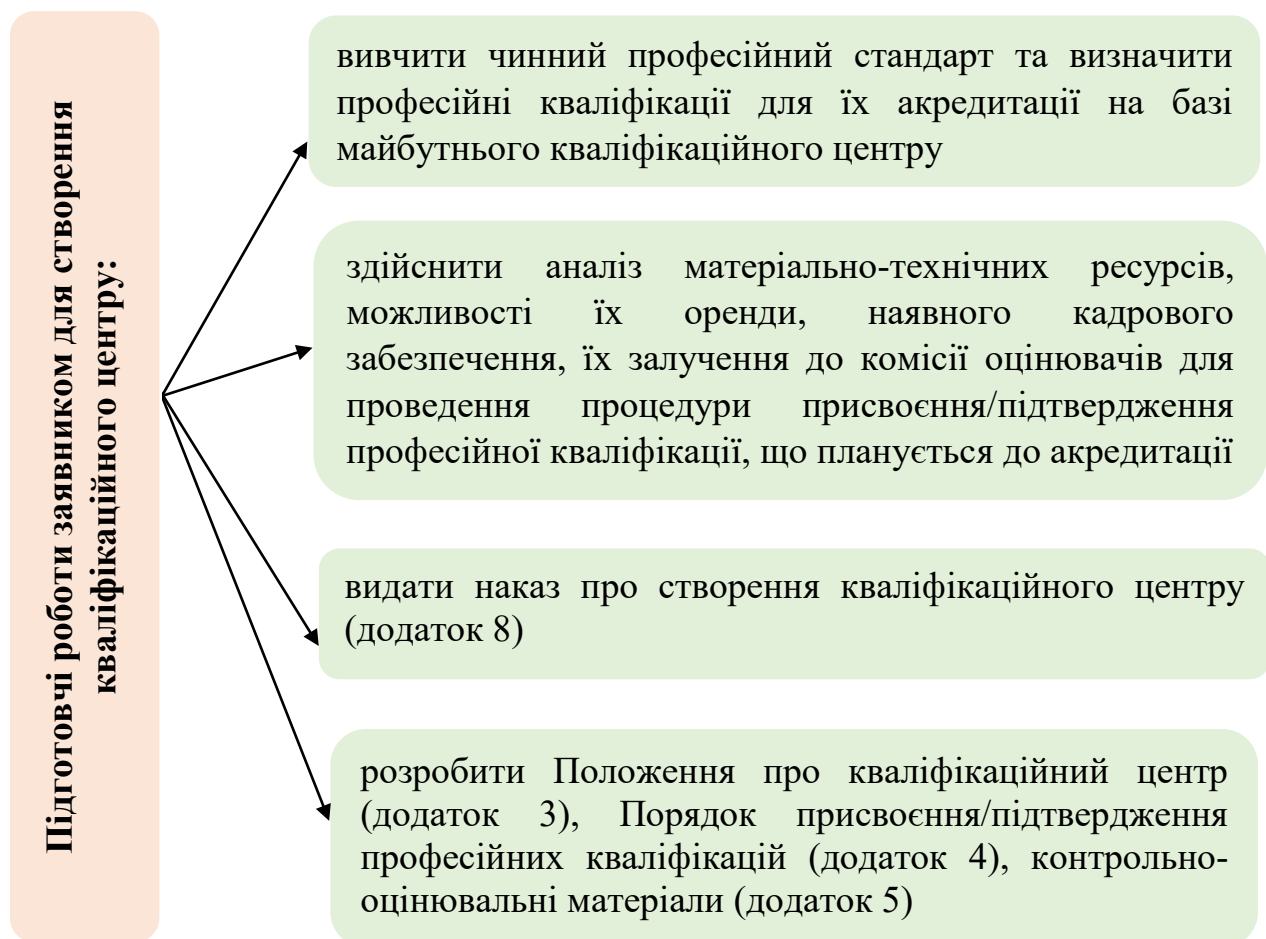 Підготовчі роботи заявником для створення
кваліфікаційного центру:
вивчити чинний професійний стандарт та визначити
професійні кваліфікації для їх акредитації на базі
майбутнього кваліфікаційного центру
здійснити аналіз матеріально-технічних ресурсів,
можливості їх оренди, наявного кадрового
забезпечення, їх залучення до комісії оцінювачів для
проведення процедури присвоєння/підтвердження
професійної кваліфікації, що планується до акредитації
видати наказ про створення кваліфікаційного центру
(додаток 8)
розробити Положення про кваліфікаційний центр
(додаток 3), Порядок присвоєння/підтвердження
професійних кваліфікацій (додаток 4), контрольно-
оцінювальні матеріали (додаток 5)